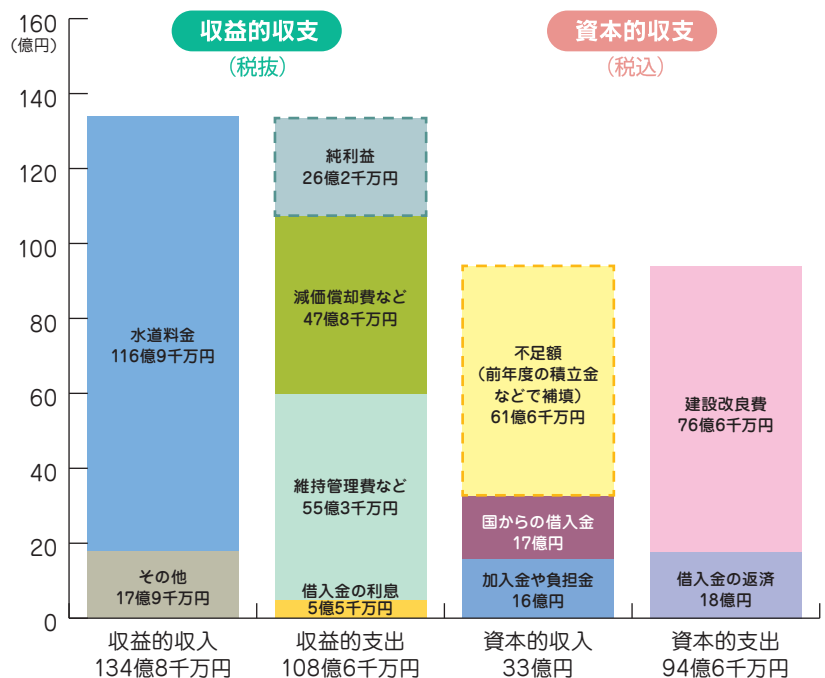 160
（億円）
140
120
100
80
60
40
20
0
収益的収支
（税抜）
資本的収支
（税込）
水道料金
116億9千万円
その他
17億9千万円
純利益
26億2千万円
減価償却費など
47億8千万円
維持管理費など
55億3千万円
借入金の利息
5億5千万円
不足額
（前年度の積立金
などで補填）
61億6千万円
国からの借入金
17億円
加入金や負担金
16億円
建設改良費
76億6千万円
借入金の返済
18億円
収益的収入
134億8千万円
収益的支出
108億6千万円
資本的収入
33億円
資本的支出
94億6千万円